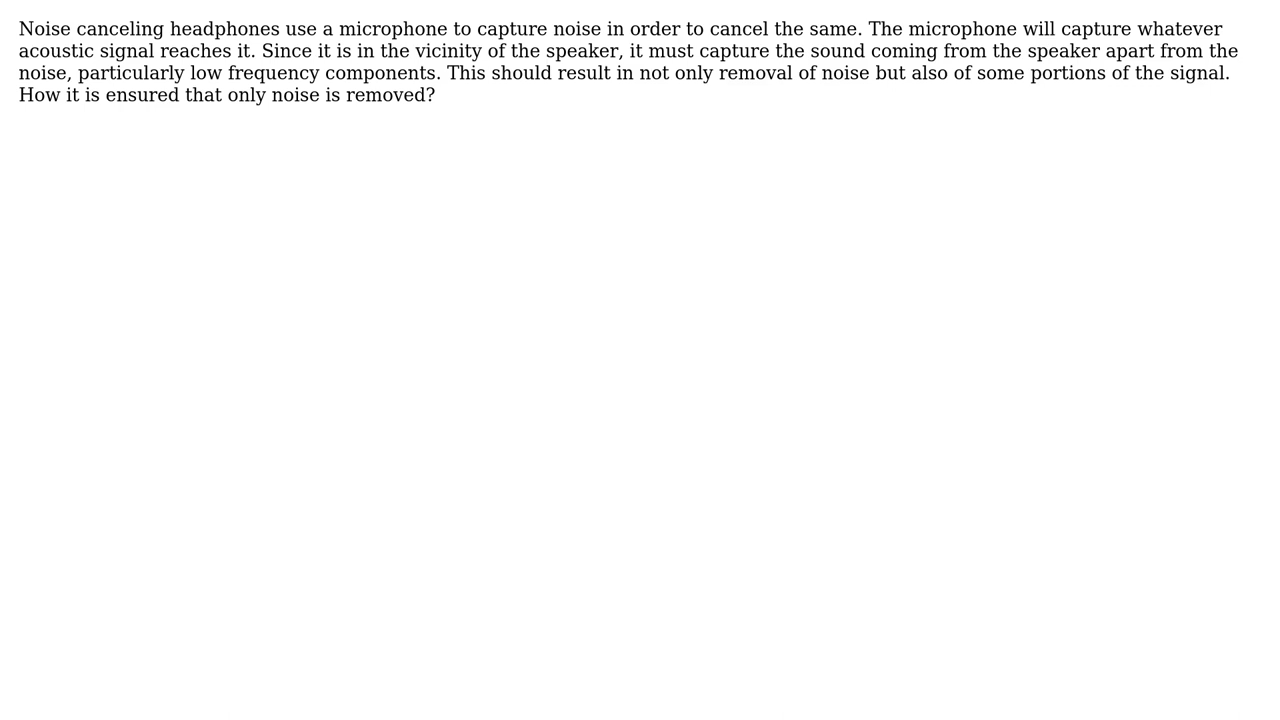 Noise canceling headphones use a microphone to capture noise in order to cancel the same. The microphone will capture whatever
acoustic signal reaches it. Since it is in the vicinity of the speaker, it must capture the sound coming from the speaker apart from the
noise, particularly low frequency components. This should result in not only removal of noise but also of some portions of the signal.
How it is ensured that only noise is removed?